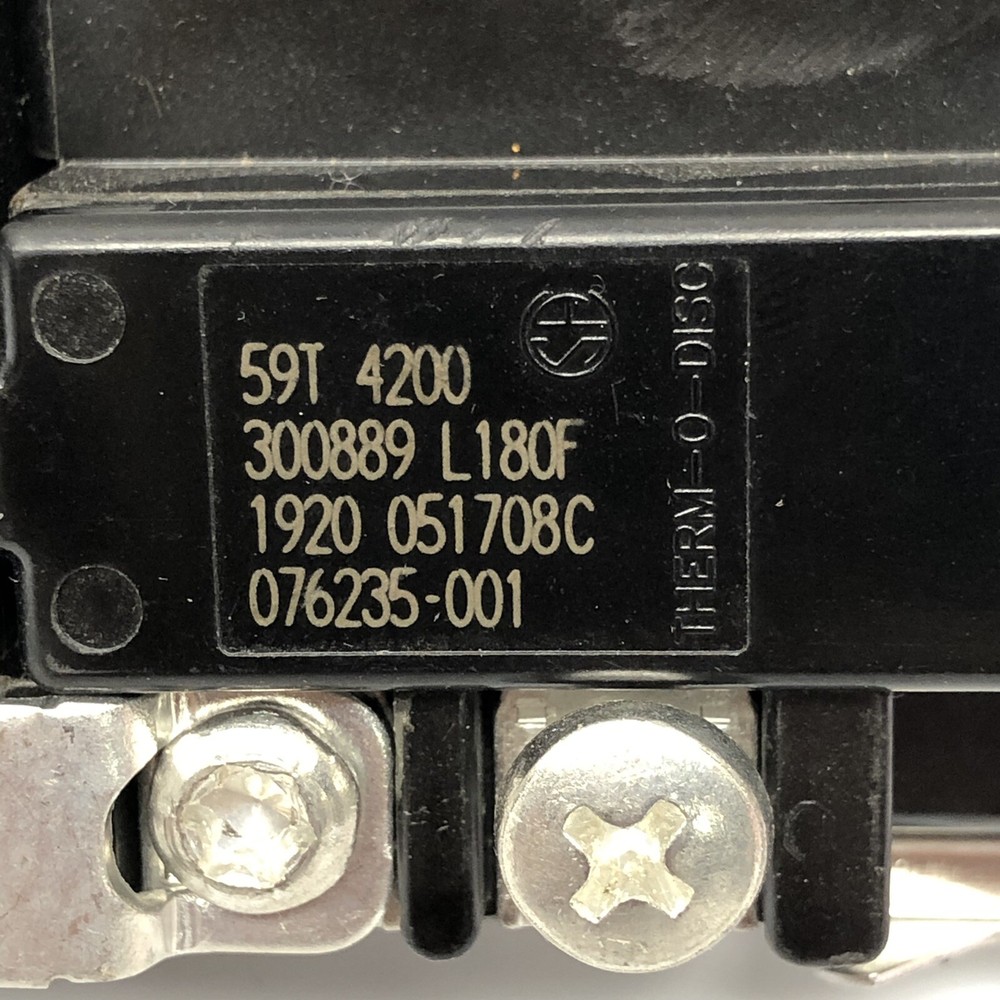 59T 4200
300889 L180F
1920 051708C
076235-001
THERM-O-DISC